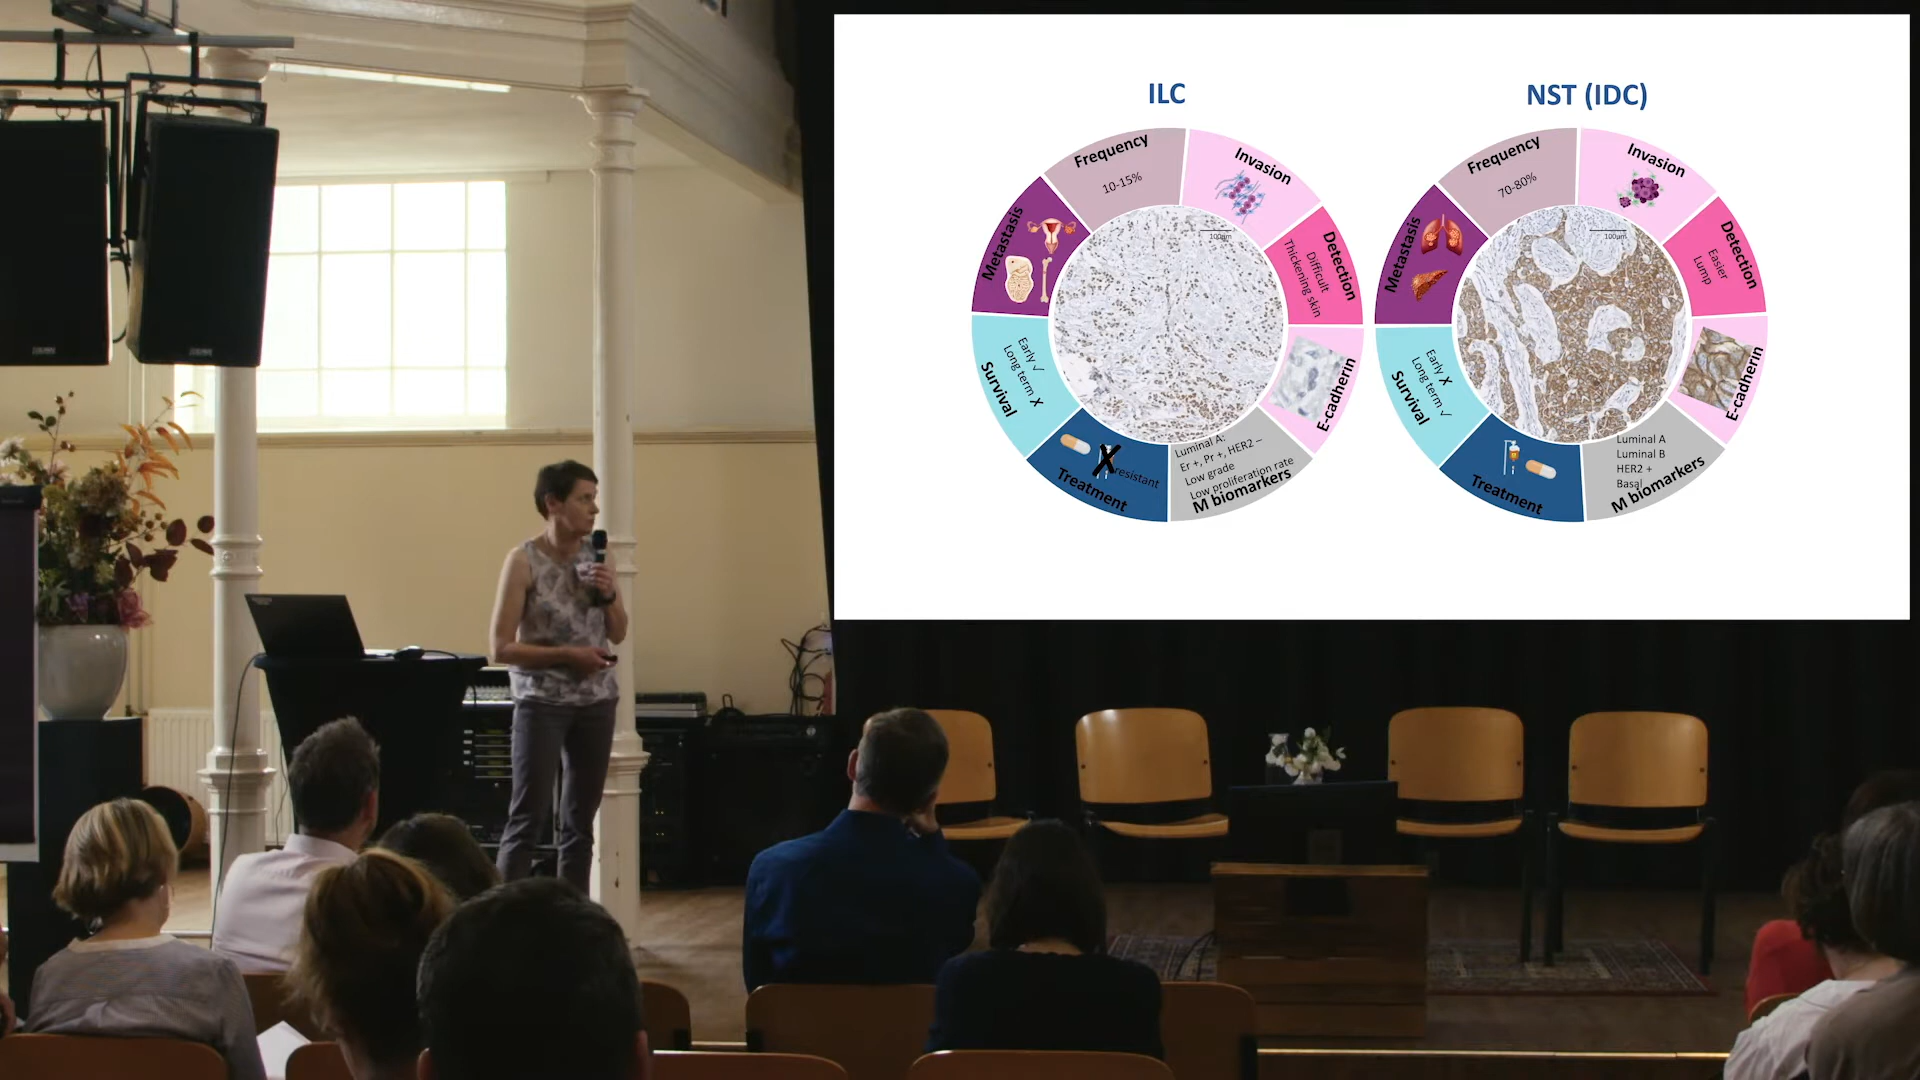 ILC
Frequency
10-15%
Invasion
Detection
Difficult
Thickening skin
E-cadherin
M biomarkers
Luminal A:
Er +, Pr +, HER2 –
Low grade
Low proliferation rate
Treatment
X resistant
Survival
Early √
Long term ✗
Metastasis
100µm
NST (IDC)
Frequency
70-80%
Invasion
Detection
Easier
Lump
E-cadherin
M biomarkers
Luminal A
Luminal B
HER2 +
Basal
Treatment
Survival
Early ✗
Long term √
Metastasis
100µm